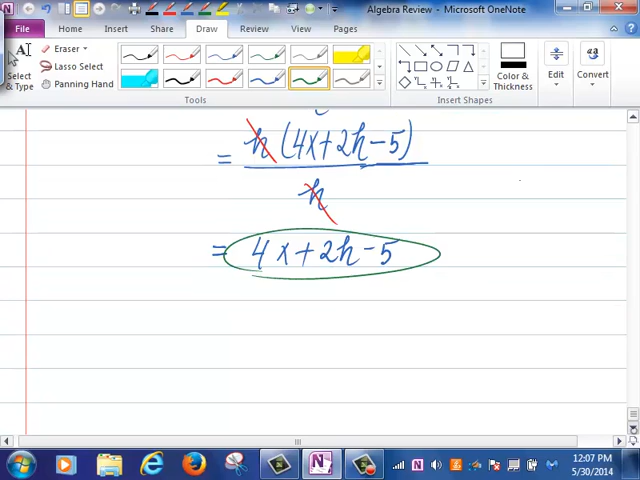 Algebra Review - Microsoft OneNote
File Home Insert Share Draw Review View Pages
Select & Type
Eraser
Lasso Select
Panning Hand
Tools
Insert Shapes
Color & Thickness
Edit
Convert
= h (4x+2h-5)
h
= 4x+2h-5
12:07 PM
5/30/2014